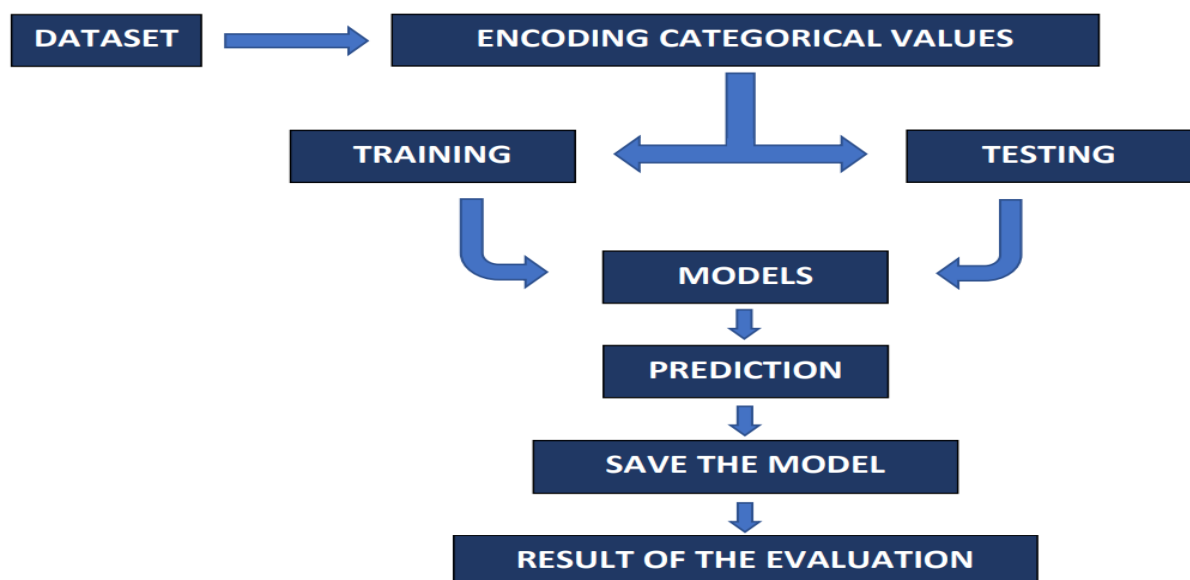 DATASET
ENCODING CATEGORICAL VALUES
TRAINING
TESTING
MODELS
PREDICTION
SAVE THE MODEL
RESULT OF THE EVALUATION